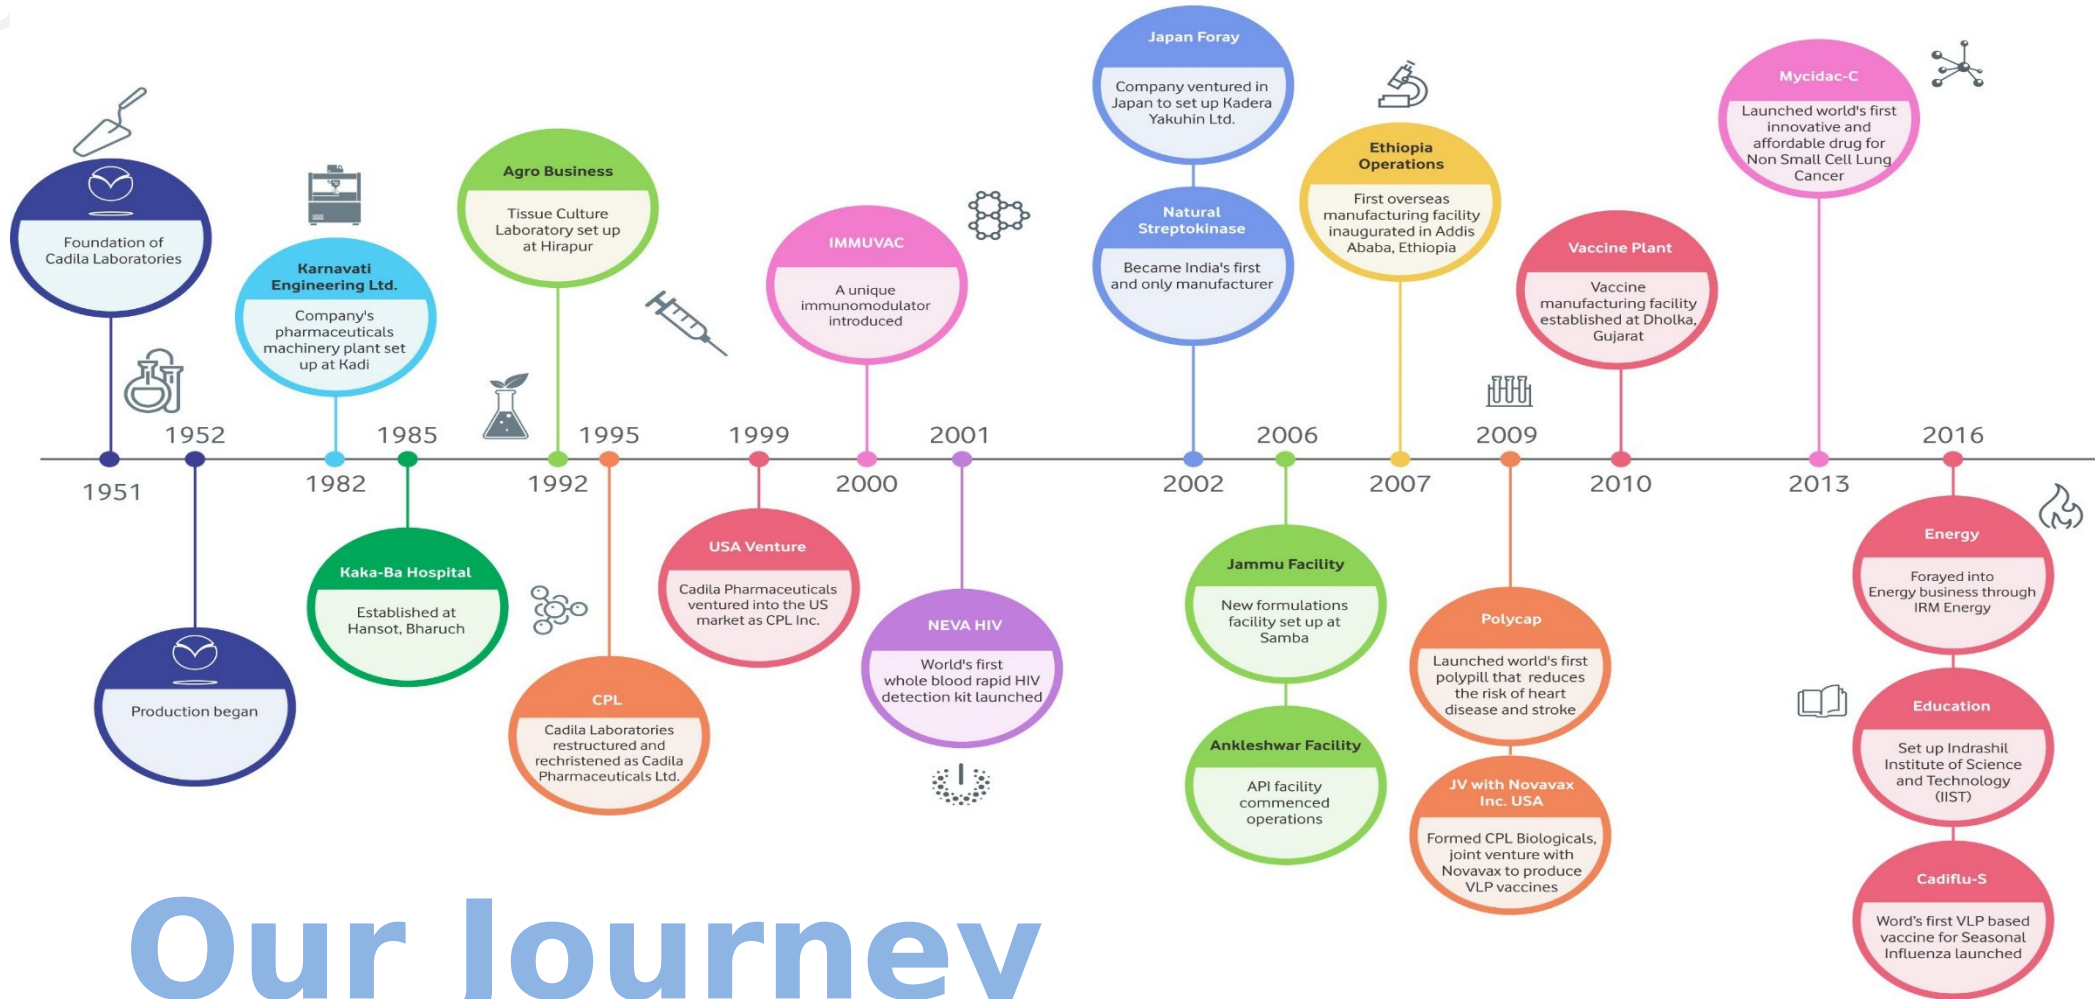 Foundation of
Cadila Laboratories
1951
1952
Production began
Karnavati
Engineering Ltd.
Company's
pharmaceuticals
machinery plant set
up at Kadi
1982
1985
Kaka-Ba Hospital
Established at
Hansot, Bharuch
Agro Business
Tissue Culture
Laboratory set up
at Hirapur
1992
1995
CPL
Cadila Laboratories
restructured and
rechristened as Cadila
Pharmaceuticals Ltd.
1999
USA Venture
Cadila Pharmaceuticals
ventured into the US
market as CPL Inc.
IMMUVAC
A unique
immunomodulator
introduced
2000
2001
NEVA HIV
World's first
whole blood rapid HIV
detection kit launched
Japan Foray
Company ventured in
Japan to set up Kadera
Yakuhin Ltd.
Natural
Streptokinase
Became India's first
and only manufacturer
2002
2006
Jammu Facility
New formulations
facility set up at
Samba
Ankleshwar Facility
API facility
commenced
operations
Ethiopia
Operations
First overseas
manufacturing facility
inaugurated in Addis
Ababa, Ethiopia
2007
2009
Polycap
Launched world's first
polypill that reduces
the risk of heart
disease and stroke
JV with Novavax
Inc. USA
Formed CPL Biologicals,
joint venture with
Novavax to produce
VLP vaccines
Vaccine Plant
Vaccine
manufacturing facility
established at Dholka,
Gujarat
2010
Mycidac-C
Launched world's first
innovative and
affordable drug for
Non Small Cell Lung
Cancer
2013
2016
Energy
Forayed into
Energy business through
IRM Energy
Education
Set up Indrashil
Institute of Science
and Technology
(IIST)
Cadiflu-S
Word's first VLP based
vaccine for Seasonal
Influenza launched
Our Journey